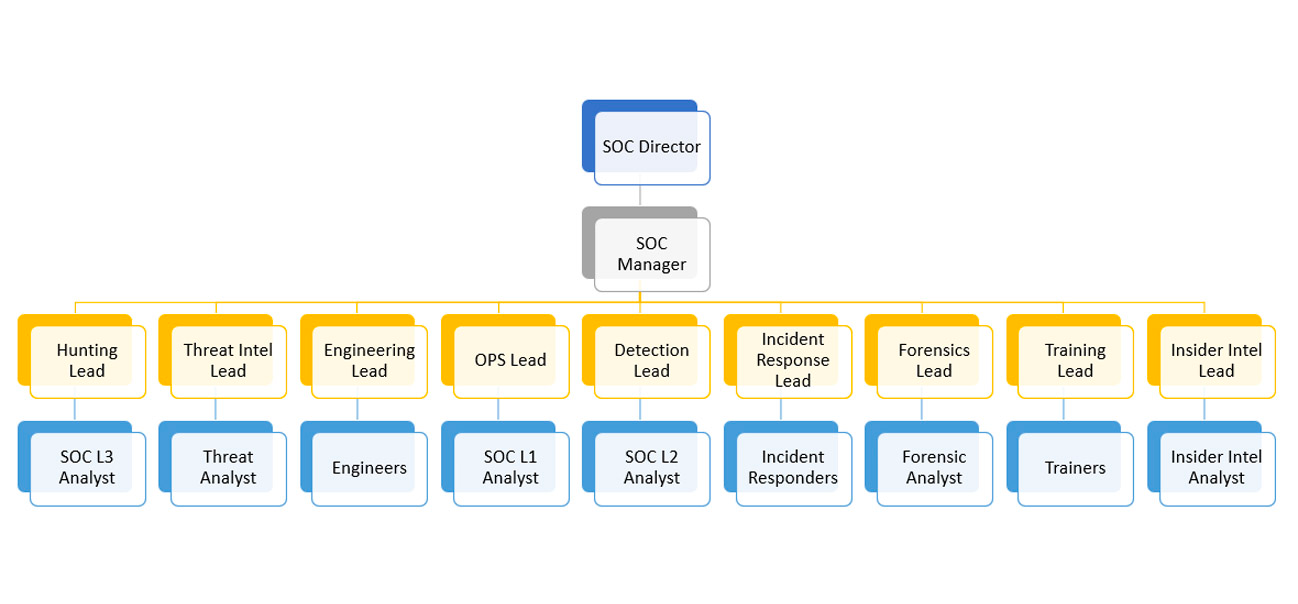 SOC Director
SOC
Manager
Hunting
Lead
Threat Intel
Lead
Engineering
Lead
OPS Lead
Detection
Lead
Incident
Response
Lead
Forensics
Lead
Training
Lead
Insider Intel
Lead
SOC L3
Analyst
Threat
Analyst
Engineers
SOC L1
Analyst
SOC L2
Analyst
Incident
Responders
Forensic
Analyst
Trainers
Insider Intel
Analyst